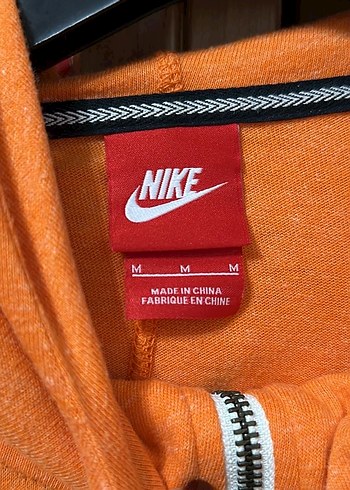 NIKE
M M M
MADE IN CHINA
FABRIQUE EN CHINE